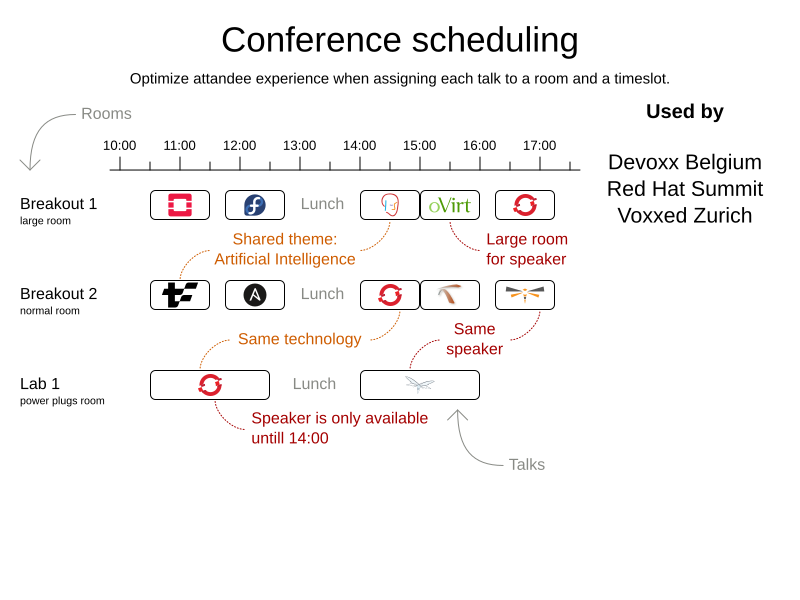 Conference scheduling
Optimize attandee experience when assigning each talk to a room and a timeslot.
Rooms
Used by
10:00 11:00 12:00 13:00 14:00 15:00 16:00 17:00
Devoxx Belgium
Red Hat Summit
Voxxed Zurich
Breakout 1
large room
Lunch
oVirt
Shared theme:
Artificial Intelligence
Large room
for speaker
Breakout 2
normal room
A
Lunch
Same technology
Same
speaker
Lab 1
power plugs room
Lunch
Speaker is only available
untill 14:00
Talks